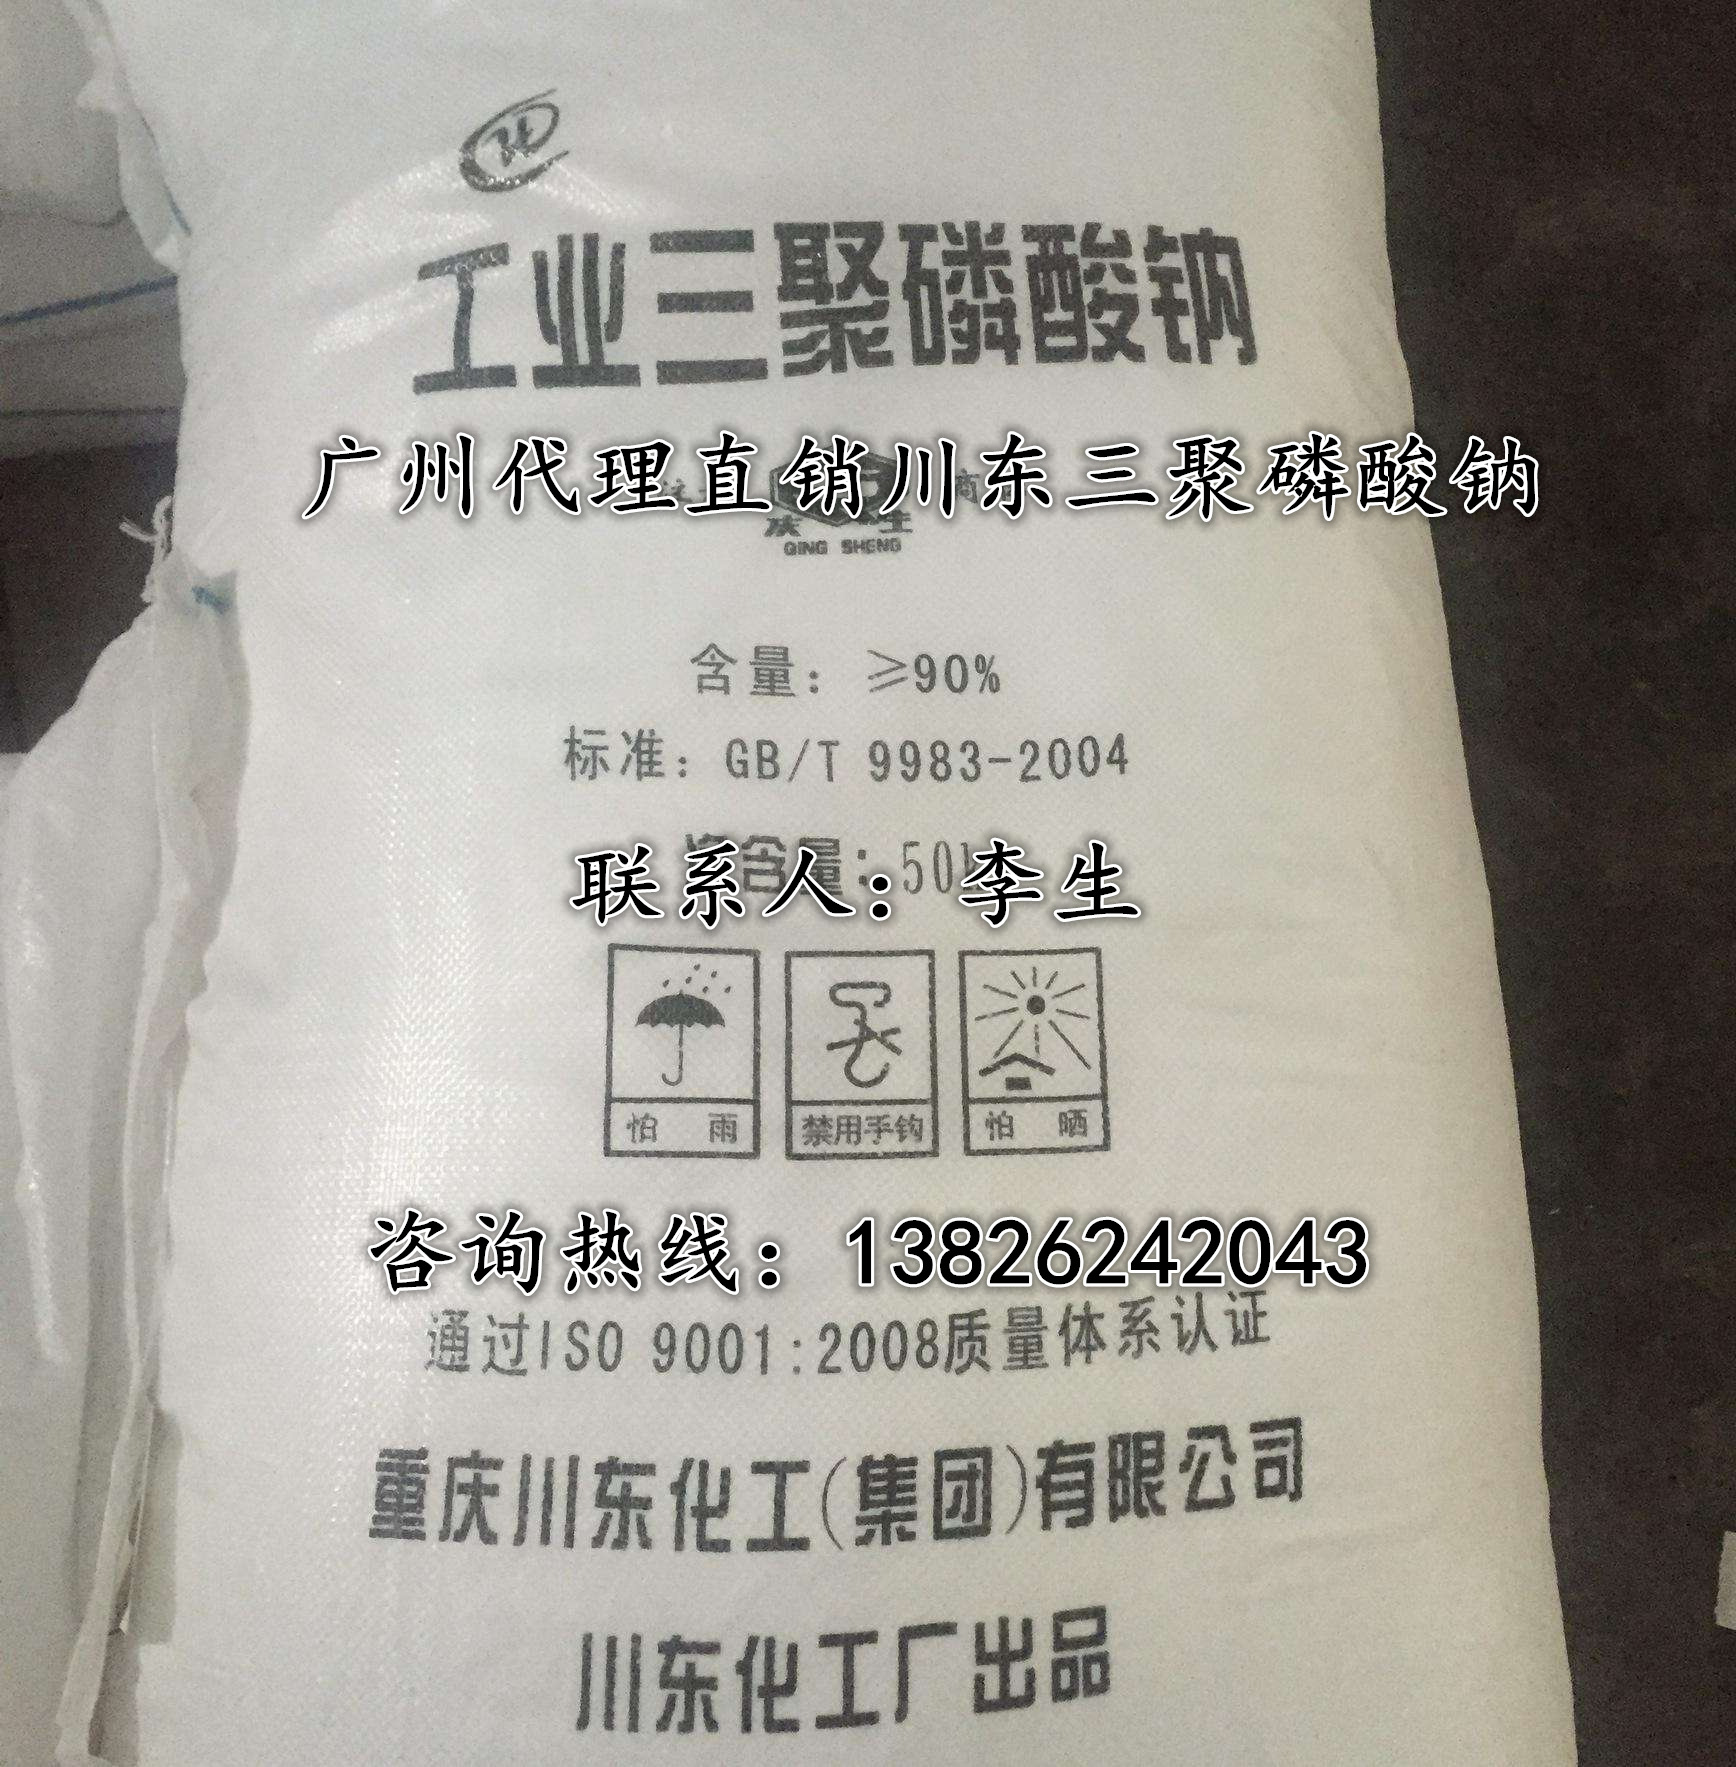 工业三聚磷酸钠
广州代理直销川东三聚磷酸钠
QING SHENG
含量：≥90%
标准：GB/T 9983-2004
净含量：50
联系人：李生
怕雨
禁用手钩
怕晒
咨询热线：13826242043
通过ISO 9001:2008质量体系认证
重庆川东化工(集团)有限公司
川东化工厂出品